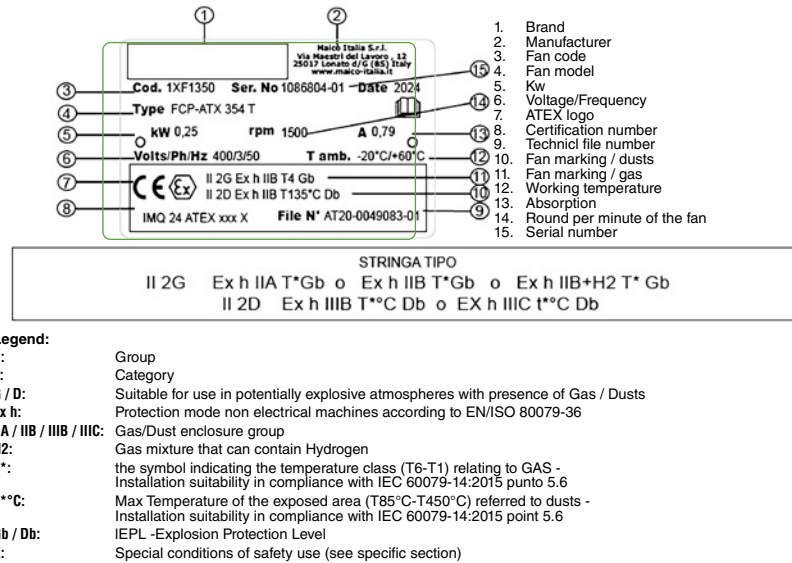 1
2
Maico Italia S.r.l.
Via Maestri del Lavoro , 12
25017 Lonato d/G (BS) Italy
www.maico-italia.it
3 Cod. 1XF1350 Ser. No 1086804-01 Date 2024 15
4 Type FCP-ATX 354 T
5 kW 0,25 rpm 1500 14 A 0,79 13
6 Volts/Ph/Hz 400/3/50 T amb. -20°C/+60°C 12
7 CE Ex II 2G Ex h IIB T4 Gb 11
II 2D Ex h IIB T135°C Db 10
8 IMQ 24 ATEX xxx X File N° AT20-0049083-01 9
1. Brand
2. Manufacturer
3. Fan code
4. Fan model
5. Kw
6. Voltage/Frequency
7. ATEX logo
8. Certification number
9. Technicl file number
10. Fan marking / dusts
11. Fan marking / gas
12. Working temperature
13. Absorption
14. Round per minute of the fan
15. Serial number
STRINGA TIPO
II 2G Ex h IIA T*Gb o Ex h IIB T*Gb o Ex h IIB+H2 T* Gb
II 2D Ex h IIIB T*°C Db o EX h IIIC t*°C Db
egend:
: Group
: Category
/ D: Suitable for use in potentially explosive atmospheres with presence of Gas / Dusts
x h: Protection mode non electrical machines according to EN/ISO 80079-36
A / IIB / IIIB / IIIC: Gas/Dust enclosure group
2: Gas mixture that can contain Hydrogen
*: the symbol indicating the temperature class (T6-T1) relating to GAS -
Installation suitability in compliance with IEC 60079-14:2015 punto 5.6
*°C: Max Temperature of the exposed area (T85°C-T450°C) referred to dusts -
Installation suitability in compliance with IEC 60079-14:2015 point 5.6
b / Db: IEPL -Explosion Protection Level
: Special conditions of safety use (see specific section)